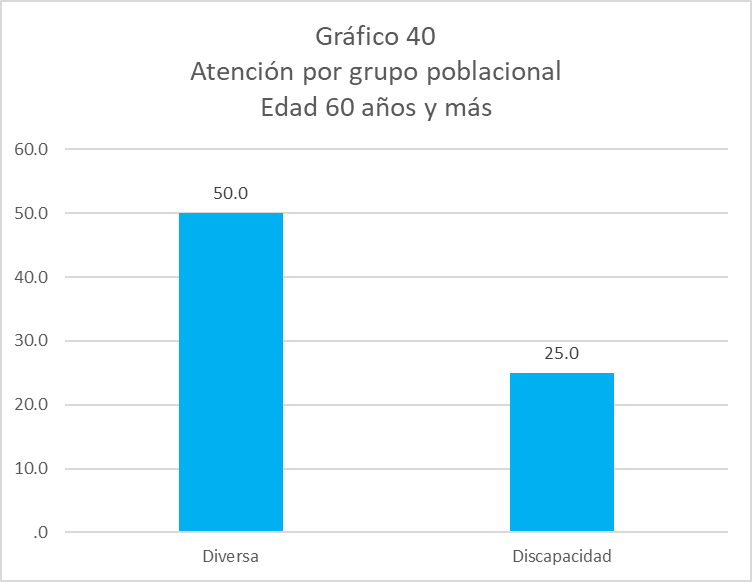 Gráfico 40
Atención por grupo poblacional
Edad 60 años y más
60.0
50.0
50.0
40.0
30.0
25.0
20.0
10.0
.0
Diversa
Discapacidad